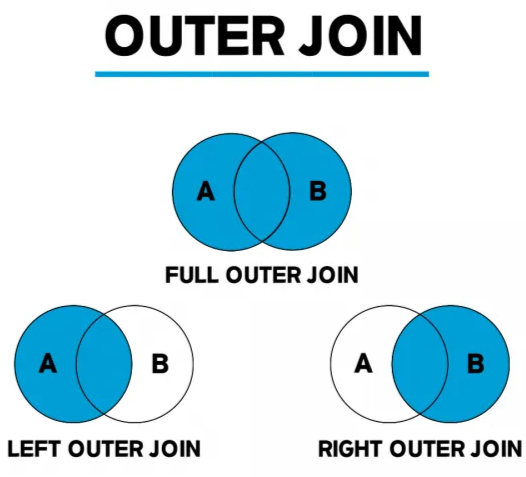 OUTER JOIN
A B
FULL OUTER JOIN
A B
LEFT OUTER JOIN
A B
RIGHT OUTER JOIN